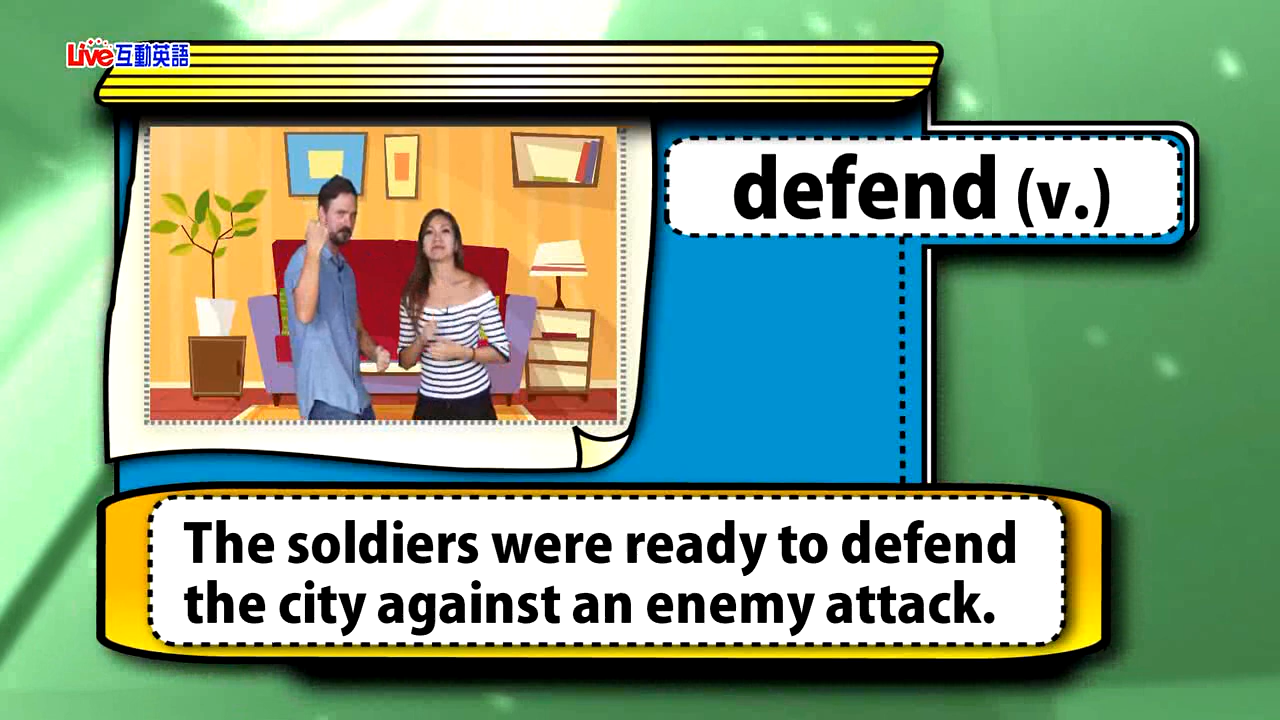 Live互動英語
defend (v.)
The soldiers were ready to defend
the city against an enemy attack.